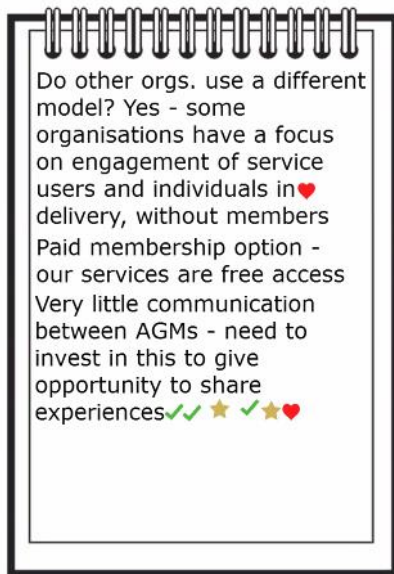 Do other orgs. use a different
model? Yes - some
organisations have a focus
on engagement of service
users and individuals in
delivery, without members
Paid membership option -
our services are free access
Very little communication
between AGMs - need to
invest in this to give
opportunity to share
experiences